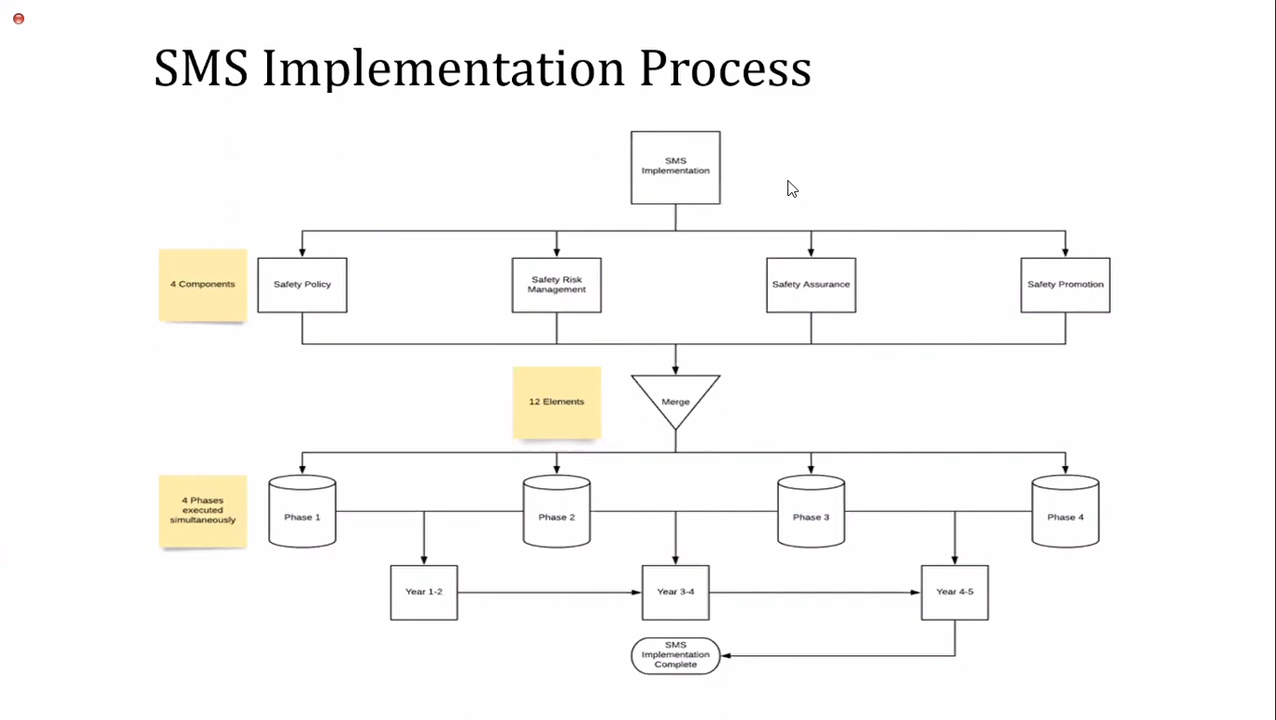 SMS Implementation Process
SMS
Implementation
4 Components
Safety Policy
Safety Risk
Management
Safety Assurance
Safety Promotion
12 Elements
Merge
4 Phases
executed
simultaneously
Phase 1
Phase 2
Phase 3
Phase 4
Year 1-2
Year 3-4
Year 4-5
SMS
Implementation
Complete